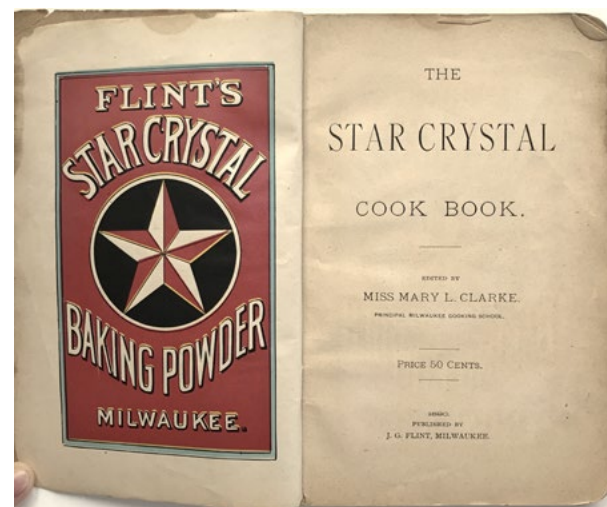 FLINT'S
STAR CRYSTAL
BAKING POWDER
MILWAUKEE.
THE
STAR CRYSTAL
COOK BOOK.
EDITED BY
MISS MARY L. CLARKE,
PRINCIPAL MILWAUKEE COOKING SCHOOL.
PRICE 50 CENTS.
PUBLISHED BY
J. G. FLINT, MILWAUKEE.